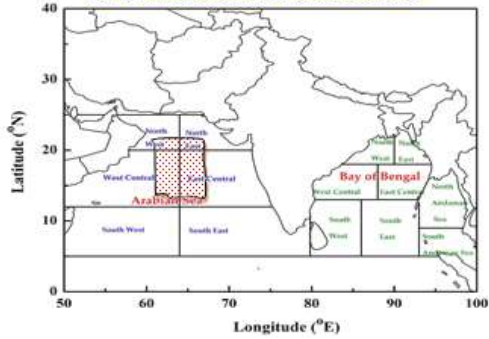 Latitude (°N)
40
30
20
10
0
North
West
North
East
West Central
East Central
Arabian Sea
South West
South East
North
West
North
East
Bay of Bengal
West Central
East Central
North
Andaman
Sea
South
West
South
East
South
Andaman Sea
50
60
70
80
90
100
Longitude (°E)